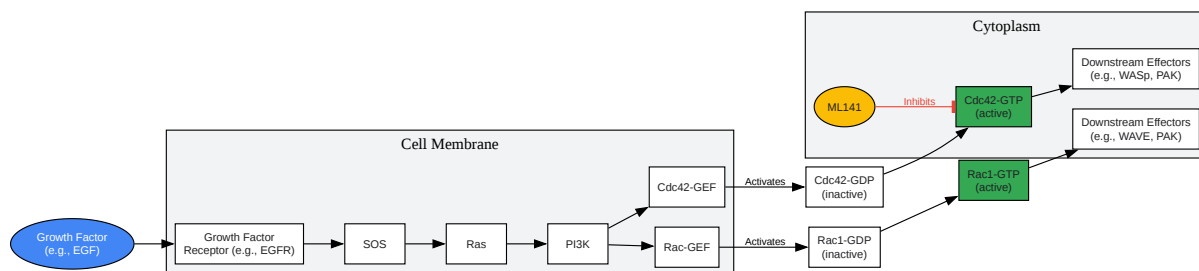 Cytoplasm
Downstream Effectors
(e.g., WASp, PAK)
ML141
Inhibits
Cdc42-GTP
(active)
Downstream Effectors
(e.g., WAVE, PAK)
Cell Membrane
Rac1-GTP
(active)
Cdc42-GEF
Activates
Cdc42-GDP
(inactive)
Growth Factor
(e.g., EGF)
Growth Factor
Receptor (e.g., EGFR)
SOS
Ras
PI3K
Rac-GEF
Activates
Rac1-GDP
(inactive)